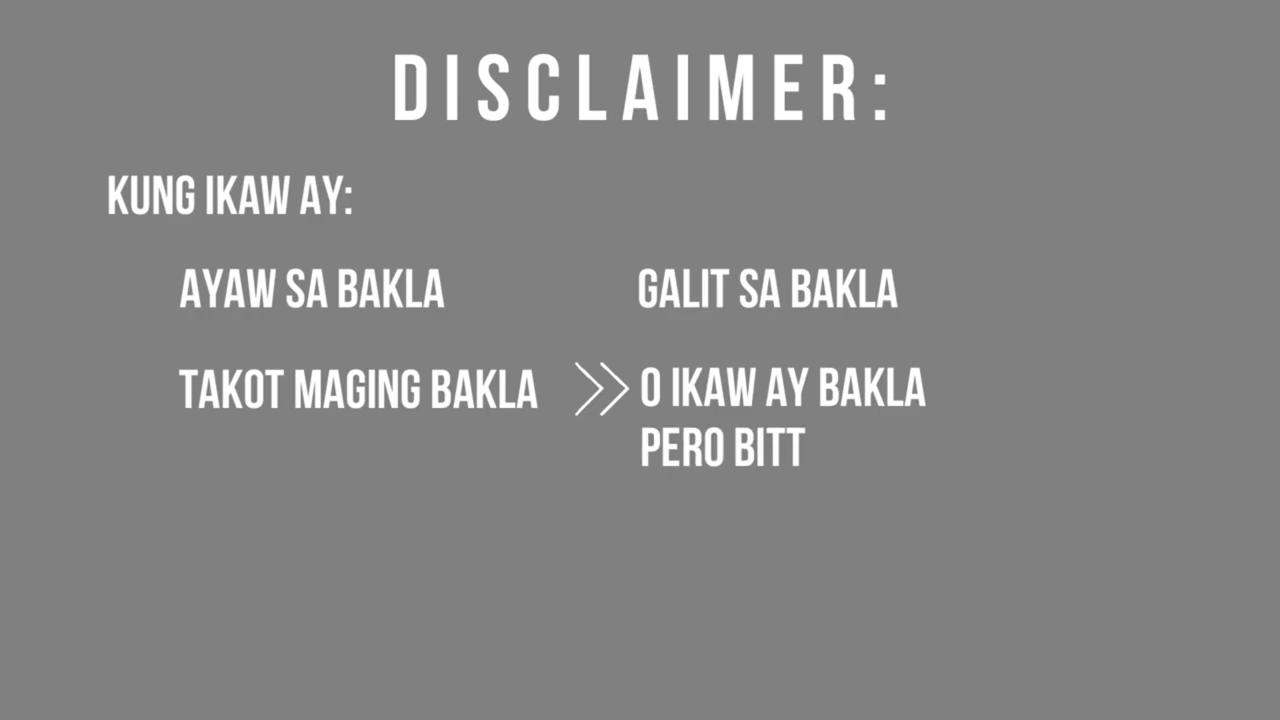 DISCLAIMER:
KUNG IKAW AY:
AYAW SA BAKLA
GALIT SA BAKLA
TAKOT MAGING BAKLA
O IKAW AY BAKLA
PERO BITT